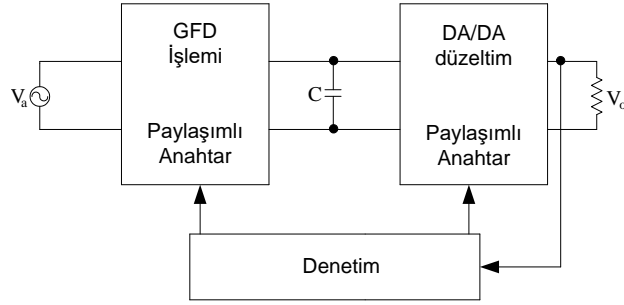 GFD
İşlemi
Paylaşımlı
Anahtar
DA/DA
düzeltim
Paylaşımlı
Anahtar
Va
C
Vo
Denetim